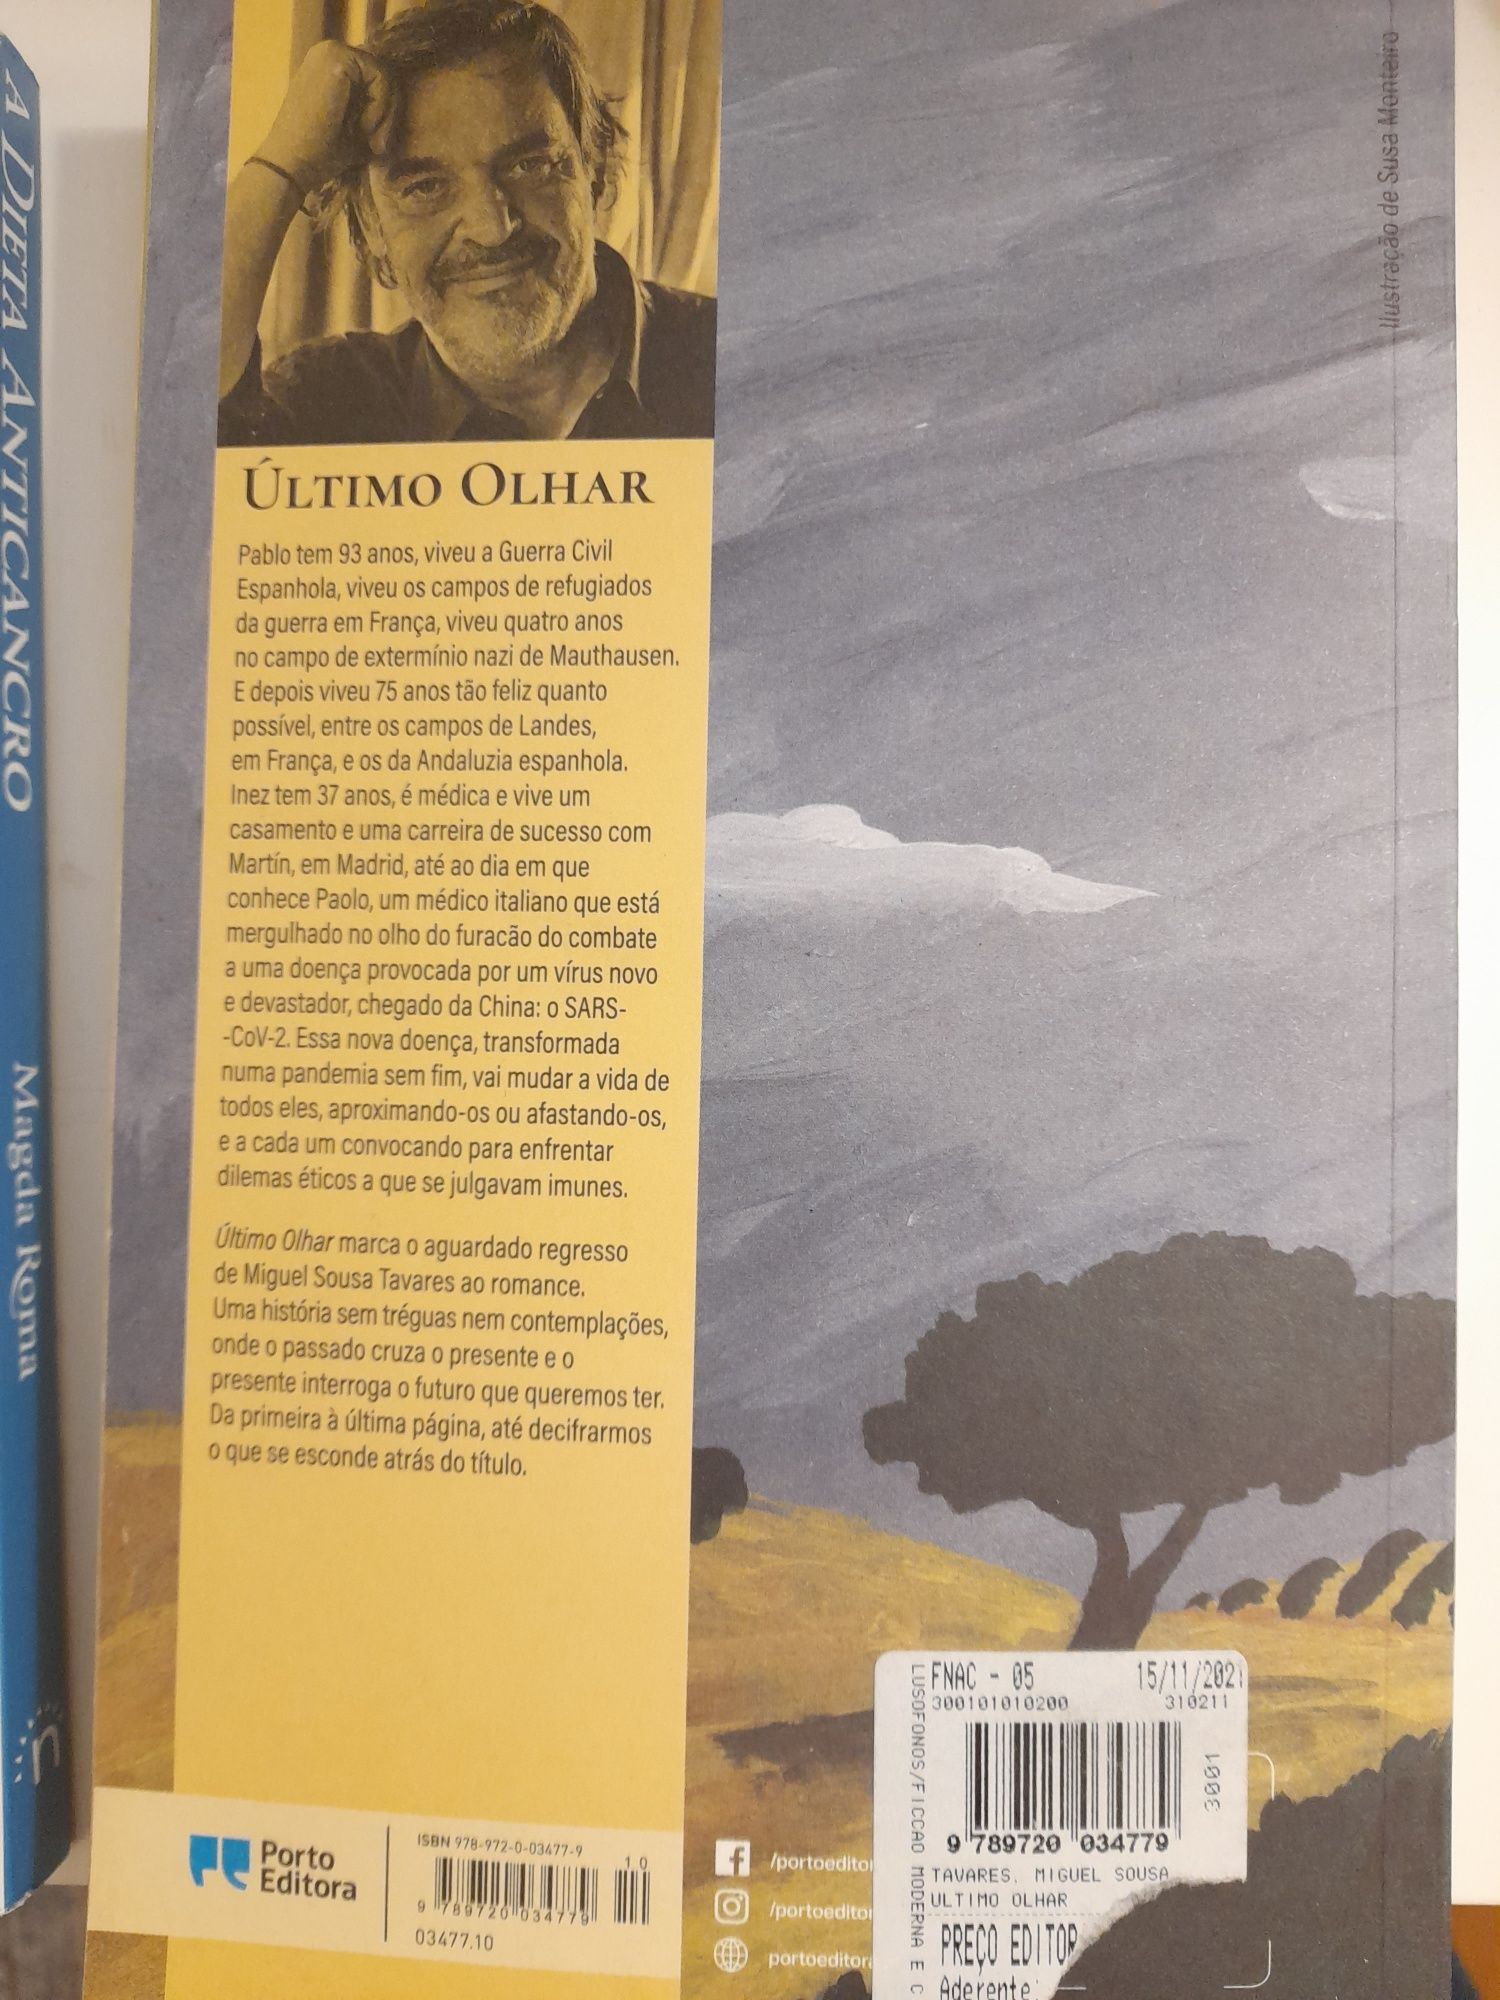 A DIETA ANTICANCRO
Magda Roma
Ilustração de Susa Monteiro
ÚLTIMO OLHAR
Pablo tem 93 anos, viveu a Guerra Civil
Espanhola, viveu os campos de refugiados
da guerra em França, viveu quatro anos
no campo de extermínio nazi de Mauthausen.
E depois viveu 75 anos tão feliz quanto
possível, entre os campos de Landes,
em França, e os da Andaluzia espanhola.
Inez tem 37 anos, é médica e vive um
casamento e uma carreira de sucesso com
Martín, em Madrid, até ao dia em que
conhece Paolo, um médico italiano que está
mergulhado no olho do furacão do combate
a uma doença provocada por um vírus novo
e devastador, chegado da China: o SARS-
-CoV-2. Essa nova doença, transformada
numa pandemia sem fim, vai mudar a vida de
todos eles, aproximando-os ou afastando-os,
e a cada um convocando para enfrentar
dilemas éticos a que se julgavam imunes.
Último Olhar marca o aguardado regresso
de Miguel Sousa Tavares ao romance.
Uma história sem tréguas nem contemplações,
onde o passado cruza o presente e o
presente interroga o futuro que queremos ter.
Da primeira à última página, até decifrarmos
o que se esconde atrás do título.
Porto
Editora
ISBN 978-972-0-03477-9
10
9 789720 034779
03477.10
/portoeditor
/portoeditor
portoeditora
FNAC - 05 15/11/2021
300101010200 310211
LUSOFONOS/FICCAO MODERNA E C
3001
9 789720 034779
TAVARES, MIGUEL SOUSA
ULTIMO OLHAR
PREÇO EDITOR
Aderente: